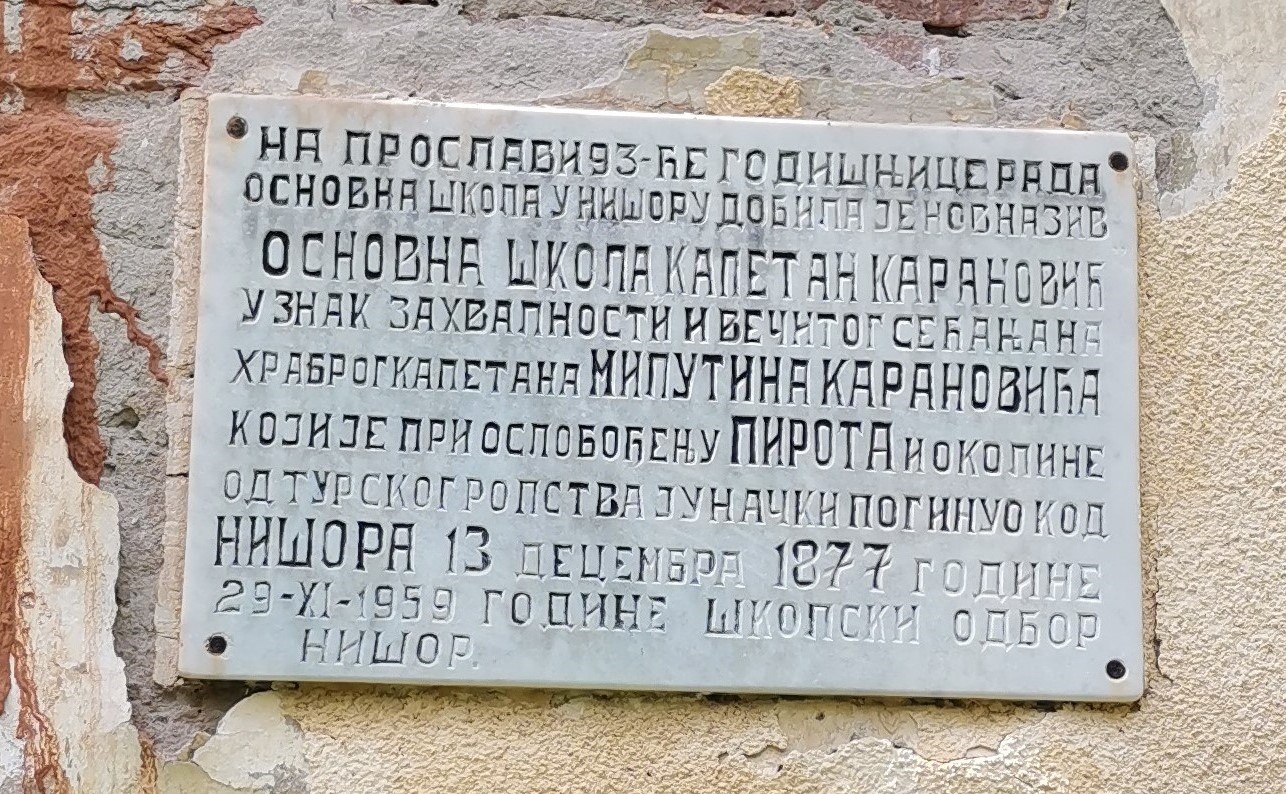 НА ПРОСЛАВИ 93-ЋЕ ГОДИШЊИЦЕ РАДА
ОСНОВНА ШКОЛА У НИШОРУ ДОБИЛА ЈЕ НОВ НАЗИВ
ОСНОВНА ШКОЛА КАПЕТАН КАРАНОВИЋ"
У ЗНАК ЗАХВАЛНОСТИ И ВЕЧИТОГ СЕЋАЊА НА
ХРАБРОГ КАПЕТАНА МИЛУТИНА КАРАНОВИЋА
КОЈИ ЈЕ ПРИ ОСЛОБОЂЕЊУ ПИРОТА И ОКОЛИНЕ
ОД ТУРСКОГ РОПСТВА ЈУНАЧКИ ПОГИНУО КОД
НИШОРА 13 ДЕЦЕМБРА 1877 ГОДИНЕ
29-XI-1959 ГОДИНЕ ШКОЛСКИ ОДБОР
НИШОР.